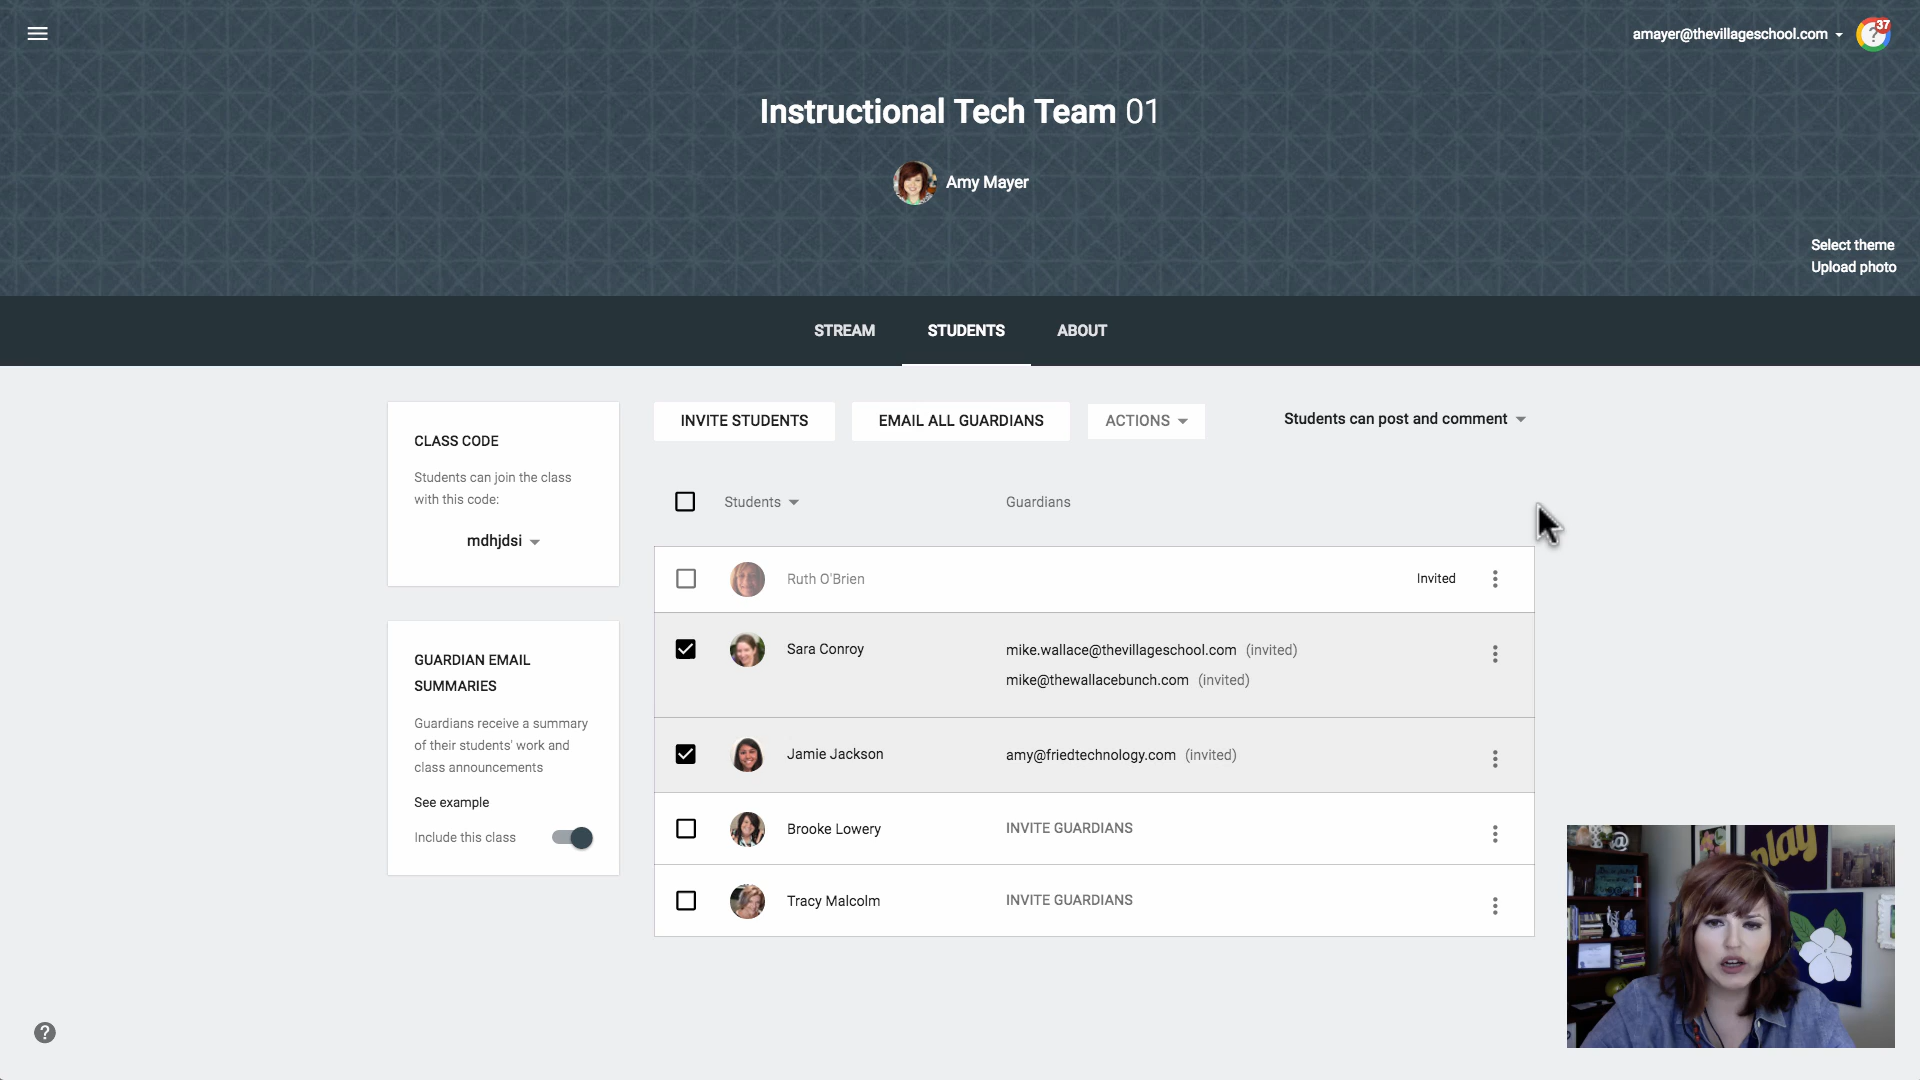 amayer@thevillageschool.com
37
?
Instructional Tech Team 01
Amy Mayer
Select theme
Upload photo
STREAM
STUDENTS
ABOUT
CLASS CODE
Students can join the class
with this code:
mdhjdsi
GUARDIAN EMAIL
SUMMARIES
Guardians receive a summary
of their students' work and
class announcements
See example
Include this class
INVITE STUDENTS
EMAIL ALL GUARDIANS
ACTIONS
Students can post and comment
Students
Guardians
Ruth O'Brien
Invited
Sara Conroy
mike.wallace@thevillageschool.com (invited)
mike@thewallacebunch.com (invited)
Jamie Jackson
amy@friedtechnology.com (invited)
Brooke Lowery
INVITE GUARDIANS
Tracy Malcolm
INVITE GUARDIANS
@
play
?